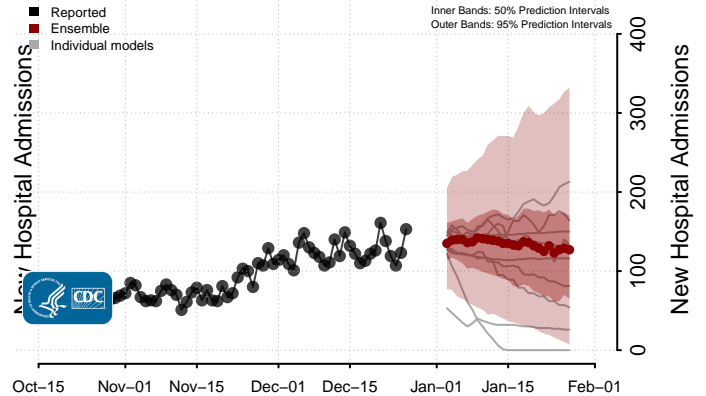 Reported
Ensemble
Individual models
Inner Bands: 50% Prediction Intervals
Outer Bands: 95% Prediction Intervals
New Hospital Admissions
CDC
0
100
200
300
400
New Hospital Admissions
Oct–15
Nov–01
Nov–15
Dec–01
Dec–15
Jan–01
Jan–15
Feb–01